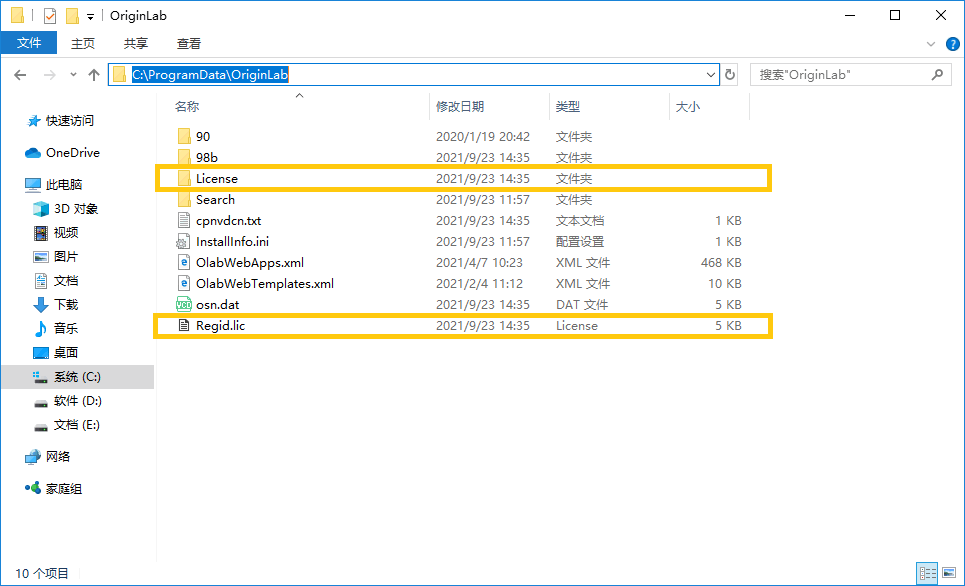 OriginLab
文件 主页 共享 查看
C:\ProgramData\OriginLab 搜索"OriginLab"
名称 修改日期 类型 大小
快速访问
OneDrive
此电脑
3D 对象
视频
图片
文档
下载
音乐
桌面
系统 (C:)
软件 (D:)
文档 (E:)
网络
家庭组
90 2020/1/19 20:42 文件夹
98b 2021/9/23 14:35 文件夹
License 2021/9/23 14:35 文件夹
Search 2021/9/23 11:57 文件夹
cpnvdcn.txt 2021/9/23 14:35 文本文档 1 KB
InstallInfo.ini 2021/9/23 11:57 配置设置 1 KB
OlabWebApps.xml 2021/4/7 10:23 XML 文件 468 KB
OlabWebTemplates.xml 2021/2/4 11:12 XML 文件 10 KB
osn.dat 2021/9/23 14:35 DAT 文件 5 KB
Regid.lic 2021/9/23 14:35 License 5 KB
10 个项目